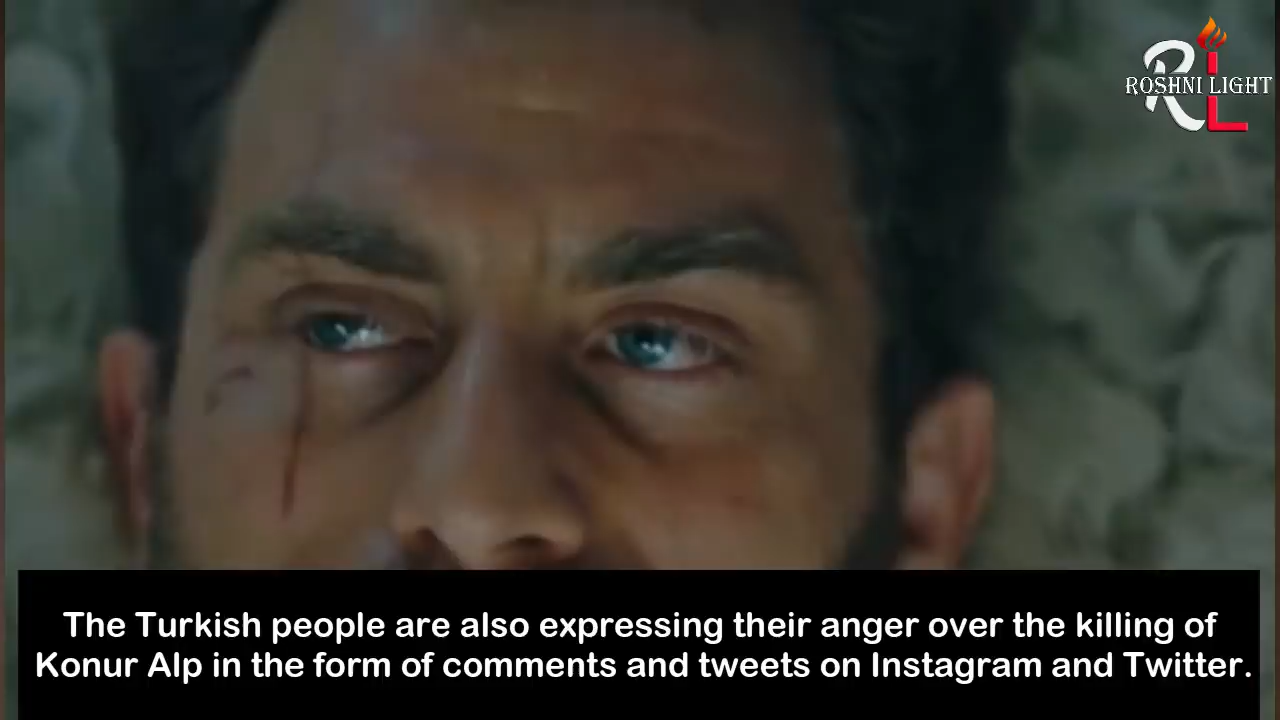 RL
ROSHNI LIGHT
The Turkish people are also expressing their anger over the killing of
Konur Alp in the form of comments and tweets on Instagram and Twitter.